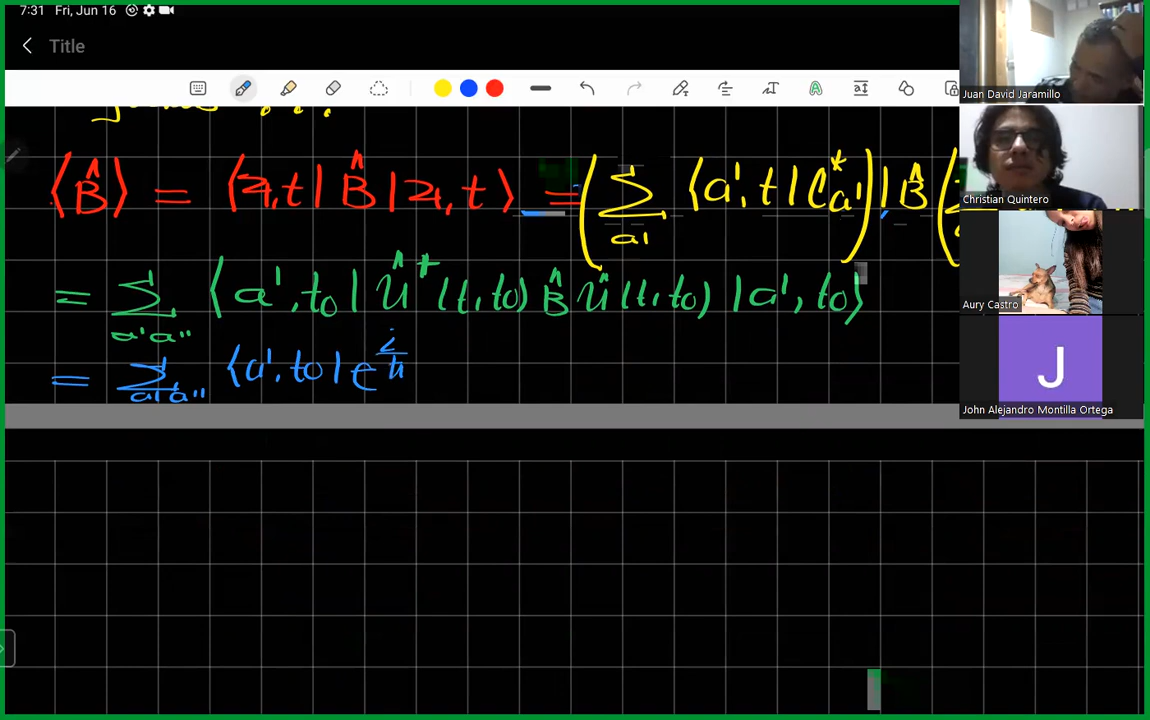 7:31 Fri, Jun 16
Title
⟨B̂⟩ = ⟨α, t| B̂ |α, t⟩ = (∑_{a'} ⟨a', t| C*_{a'}) | B̂ (
= ∑_{a'a''} ⟨a', t₀| Û†(t, t₀) B̂ Û(t, t₀) |a', t₀⟩
= ∑_{a'a''} ⟨a', t₀| e^{i/ħ}
Juan David Jaramillo
Christian Quintero
Aury Castro
J
John Alejandro Montilla Ortega